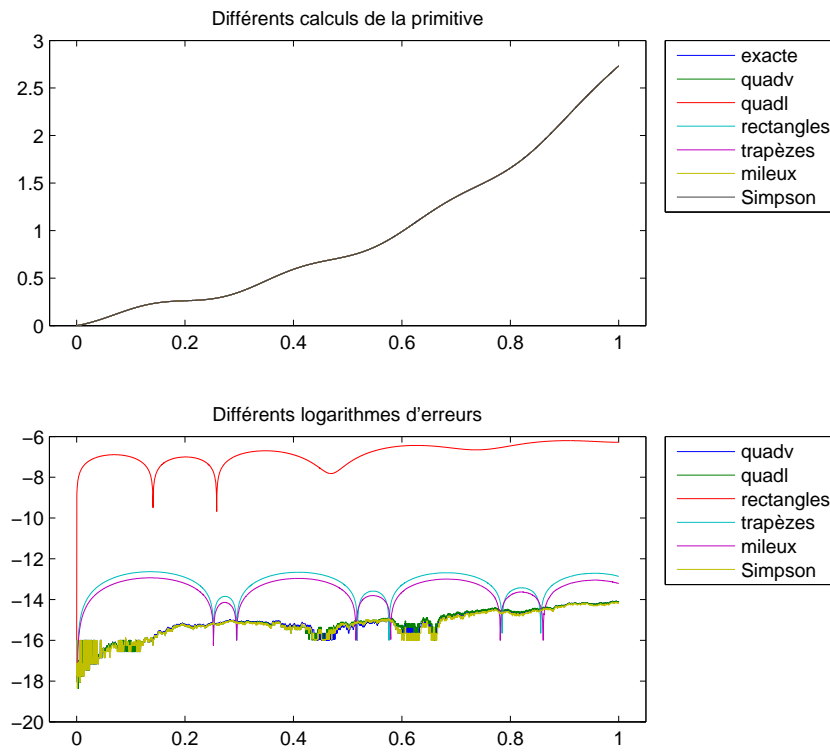 Différents calculs de la primitive
3
2.5
2
1.5
1
0.5
0
0 0.2 0.4 0.6 0.8 1
exacte
quadv
quadl
rectangles
trapèzes
mileux
Simpson
Différents logarithmes d'erreurs
−6
−8
−10
−12
−14
−16
−18
−20
0 0.2 0.4 0.6 0.8 1
quadv
quadl
rectangles
trapèzes
mileux
Simpson